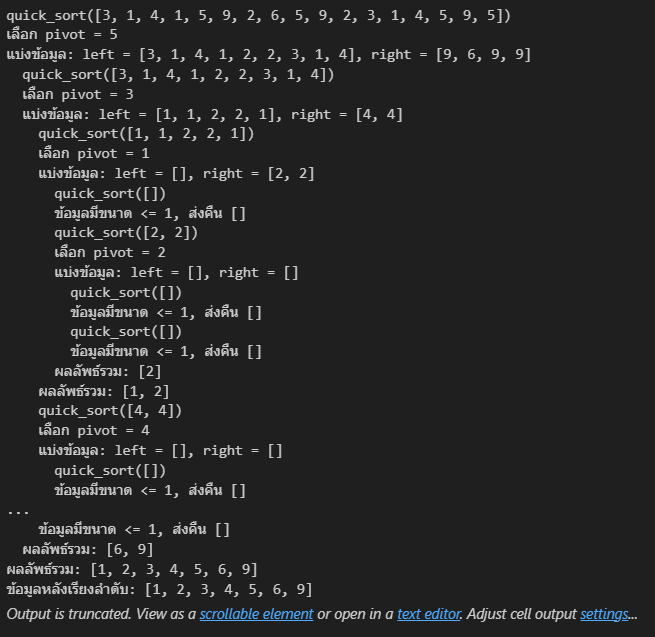 quick_sort([3, 1, 4, 1, 5, 9, 2, 6, 5, 9, 2, 3, 1, 4, 5, 9, 5])
เลือก pivot = 5
แบ่งข้อมูล: left = [3, 1, 4, 1, 2, 2, 3, 1, 4], right = [9, 6, 9, 9]
  quick_sort([3, 1, 4, 1, 2, 2, 3, 1, 4])
  เลือก pivot = 3
  แบ่งข้อมูล: left = [1, 1, 2, 2, 1], right = [4, 4]
    quick_sort([1, 1, 2, 2, 1])
    เลือก pivot = 1
    แบ่งข้อมูล: left = [], right = [2, 2]
      quick_sort([])
      ข้อมูลมีขนาด <= 1, ส่งคืน []
      quick_sort([2, 2])
      เลือก pivot = 2
      แบ่งข้อมูล: left = [], right = []
        quick_sort([])
        ข้อมูลมีขนาด <= 1, ส่งคืน []
        quick_sort([])
        ข้อมูลมีขนาด <= 1, ส่งคืน []
      ผลลัพธ์รวม: [2]
    ผลลัพธ์รวม: [1, 2]
    quick_sort([4, 4])
    เลือก pivot = 4
    แบ่งข้อมูล: left = [], right = []
      quick_sort([])
      ข้อมูลมีขนาด <= 1, ส่งคืน []
...
    ข้อมูลมีขนาด <= 1, ส่งคืน []
  ผลลัพธ์รวม: [6, 9]
ผลลัพธ์รวม: [1, 2, 3, 4, 5, 6, 9]
ข้อมูลหลังเรียงลำดับ: [1, 2, 3, 4, 5, 6, 9]
Output is truncated. View as a scrollable element or open in a text editor. Adjust cell output settings...